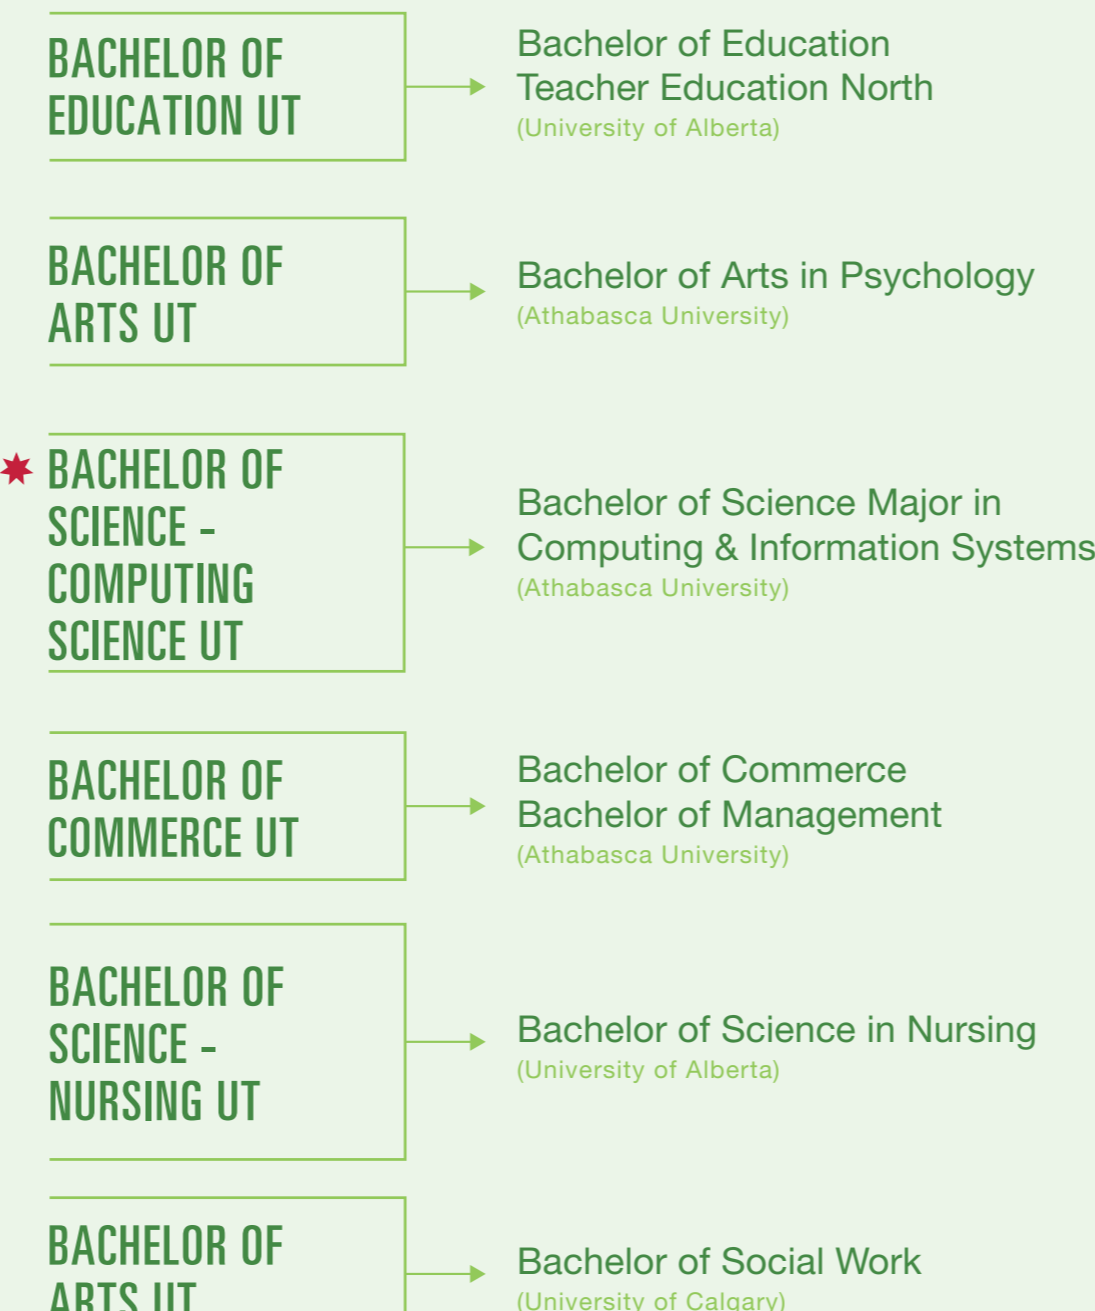 BACHELOR OF
EDUCATION UT
Bachelor of Education
Teacher Education North
(University of Alberta)
BACHELOR OF
ARTS UT
Bachelor of Arts in Psychology
(Athabasca University)
BACHELOR OF
SCIENCE -
COMPUTING
SCIENCE UT
Bachelor of Science Major in
Computing & Information Systems
(Athabasca University)
BACHELOR OF
COMMERCE UT
Bachelor of Commerce
Bachelor of Management
(Athabasca University)
BACHELOR OF
SCIENCE -
NURSING UT
Bachelor of Science in Nursing
(University of Alberta)
BACHELOR OF
ARTS UT
Bachelor of Social Work
(University of Calgary)